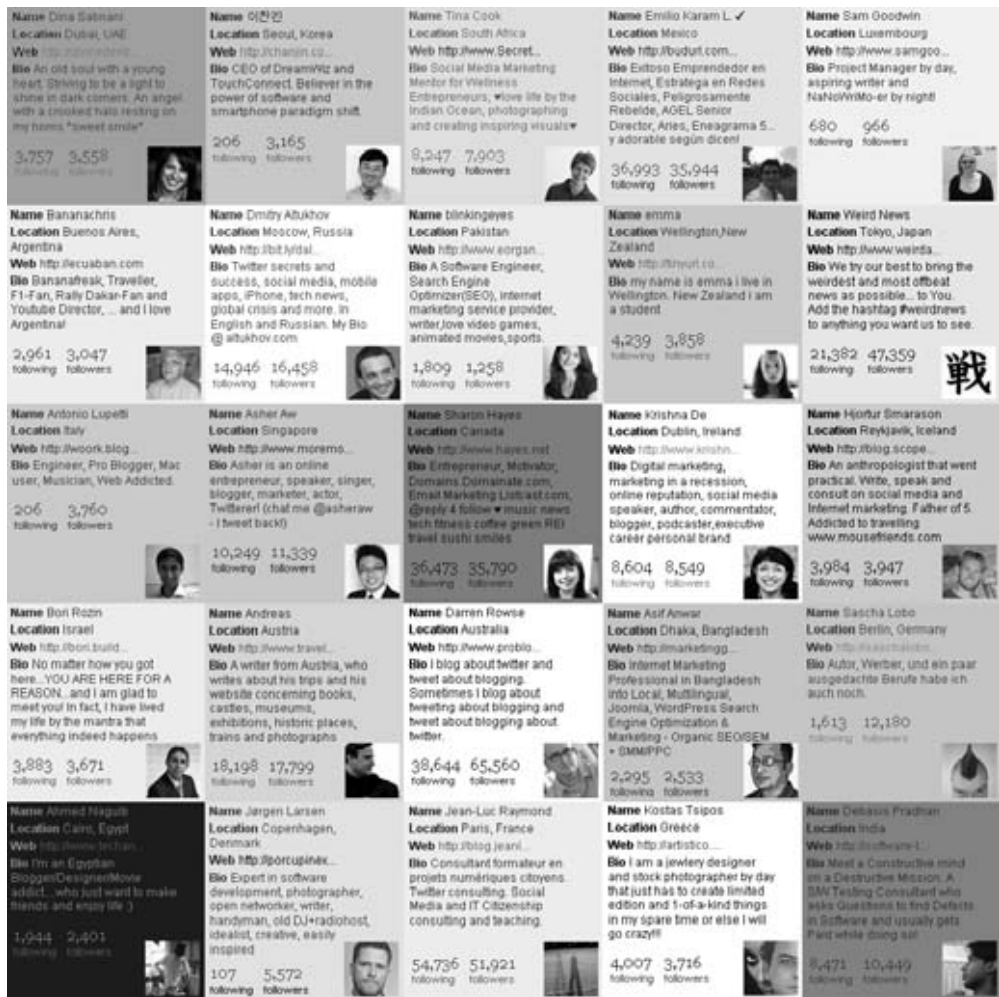 Name Dina Sabnani
Location Dubai, UAE
Web
Bio An old soul with a young
heart. Striving to be a light to
shine in dark corners. An angel
with a crooked halo resting on
my horns *sweet smile*
3,757 3,558
following followers
Name 이찬진
Location Seoul, Korea
Web http://chanjin.co...
Bio CEO of DreamWiz and
TouchConnect. Believer in the
power of software and
smartphone paradigm shift.
206 3,165
following followers
Name Tina Cook
Location South Africa
Web http://www.Secret...
Bio Social Media Marketing
Mentor for Wellness
Entrepreneurs, ♥love life by the
Indian Ocean, photographing
and creating inspiring visuals♥
8,247 7,903
following followers
Name Emilio Karam L. ✓
Location Mexico
Web http://budurl.com...
Bio Exitoso Emprendedor en
Internet, Estratega en Redes
Sociales, Peligrosamente
Rebelde, AGEL Senior
Director, Aries, Eneagrama 5...
y adorable según dicen!
36,993 35,944
following followers
Name Sam Goodwin
Location Luxembourg
Web http://www.samgoo...
Bio Project Manager by day,
aspiring writer and
NaNoWriMo-er by night!
680 966
following followers
Name Bananachris
Location Buenos Aires,
Argentina
Web http://ecuaban.com
Bio Bananafreak, Traveller,
F1-Fan, Rally Dakar-Fan and
Youtube Director, ... and I love
Argentina!
2,961 3,047
following followers
Name Dmitry Altukhov
Location Moscow, Russia
Web http://bit.ly/dal...
Bio Twitter secrets and
success, social media, mobile
apps, iPhone, tech news,
global crisis and more. In
English and Russian. My Bio
@ altukhov.com
14,946 16,458
following followers
Name blinkingeyes
Location Pakistan
Web http://www.eorgan...
Bio A Software Engineer,
Search Engine
Optimizer(SEO), internet
marketing service provider,
writer,love video games,
animated movies,sports.
1,809 1,258
following followers
Name emma
Location Wellington,New
Zealand
Web http://tinyurl.co...
Bio my name is emma i live in
Wellington. New Zealand i am
a student
4,239 3,858
following followers
Name Weird News
Location Tokyo, Japan
Web http://www.weirda...
Bio We try our best to bring the
weirdest and most offbeat
news as possible... to You.
Add the hashtag #weirdnews
to anything you want us to see.
21,382 47,359
following followers
戦
Name Antonio Lupetti
Location Italy
Web http://woork.blog...
Bio Engineer, Pro Blogger, Mac
user, Musician, Web Addicted.
206 3,760
following followers
Name Asher Aw
Location Singapore
Web http://www.moremo...
Bio Asher is an online
entrepreneur, speaker, singer,
blogger, marketer, actor,
Twitterer! (chat me @asheraw
- I tweet back!)
10,249 11,339
following followers
Name Sharon Hayes
Location Canada
Web http://www.hayes.net
Bio Entrepreneur, Motivator,
Domains Domainate.com,
Email Marketing Listcast.com,
@reply 4 follow ♥ music news
tech fitness coffee green REI
travel sushi smiles
36,473 35,790
following followers
Name Krishna De
Location Dublin, Ireland
Web http://www.krishn...
Bio Digital marketing,
marketing in a recession,
online reputation, social media
speaker, author, commentator,
blogger, podcaster,executive
career personal brand
8,604 8,549
following followers
Name Hjortur Smarason
Location Reykjavik, Iceland
Web http://blog.scope...
Bio An anthropologist that went
practical. Write, speak and
consult on social media and
Internet marketing. Father of 5.
Addicted to travelling
www.mousefriends.com
3,984 3,947
following followers
Name Bori Rozin
Location Israel
Web http://bori.build...
Bio No matter how you got
here...YOU ARE HERE FOR A
REASON...and I am glad to
meet you! In fact, I have lived
my life by the mantra that
everything indeed happens
3,883 3,671
following followers
Name Andreas
Location Austria
Web http://www.travel...
Bio A writer from Austria, who
writes about his trips and his
website concerning books,
castles, museums,
exhibitions, historic places,
trains and photographs
18,198 17,799
following followers
Name Darren Rowse
Location Australia
Web http://www.problo...
Bio I blog about twitter and
tweet about blogging.
Sometimes I blog about
tweeting about blogging and
tweet about blogging about
twitter.
38,644 65,560
following followers
Name Asif Anwar
Location Dhaka, Bangladesh
Web http://imarketingg...
Bio Internet Marketing
Professional in Bangladesh
into Local, Multilingual,
Joomla, WordPress Search
Engine Optimization &
Marketing - Organic SEO/SEM
+ SMM/PPC
2,295 2,533
following followers
Name Sascha Lobo
Location Berlin, Germany
Web http://saschalobo...
Bio Autor, Werber, und ein paar
ausgedachte Berufe habe ich
auch noch.
1,613 12,180
following followers
Name Ahmed Naguib
Location Cairo, Egypt
Web http://www.techan...
Bio I'm an Egyptian
Blogger/Designer/Movie
addict...who just want to make
friends and enjoy life :)
1,944 2,401
following followers
Name Jørgen Larsen
Location Copenhagen,
Denmark
Web http://porcupinex...
Bio Expert in software
development, photographer,
open networker, writer,
handyman, old DJ+radiohost,
idealist, creative, easily
inspired
107 5,572
following followers
Name Jean-Luc Raymond
Location Paris, France
Web http://blog.jeanl...
Bio Consultant formateur en
projets numériques citoyens.
Twitter consulting. Social
Media and IT Citizenship
consulting and teaching.
54,736 51,921
following followers
Name Kostas Tsipos
Location Greece
Web http://artistico....
Bio I am a jewlery designer
and stock photographer by day
that just has to create limited
edition and 1-of-a-kind things
in my spare time or else I will
go crazy!!!
4,007 3,716
following followers
Name Debasis Pradhan
Location India
Web http://software-t...
Bio Meet a Constructive mind
on a Destructive Mission. A
S/W Testing Consultant who
asks Questions to find Defects
in Software and usually gets
Paid while doing so!
8,471 10,449
following followers